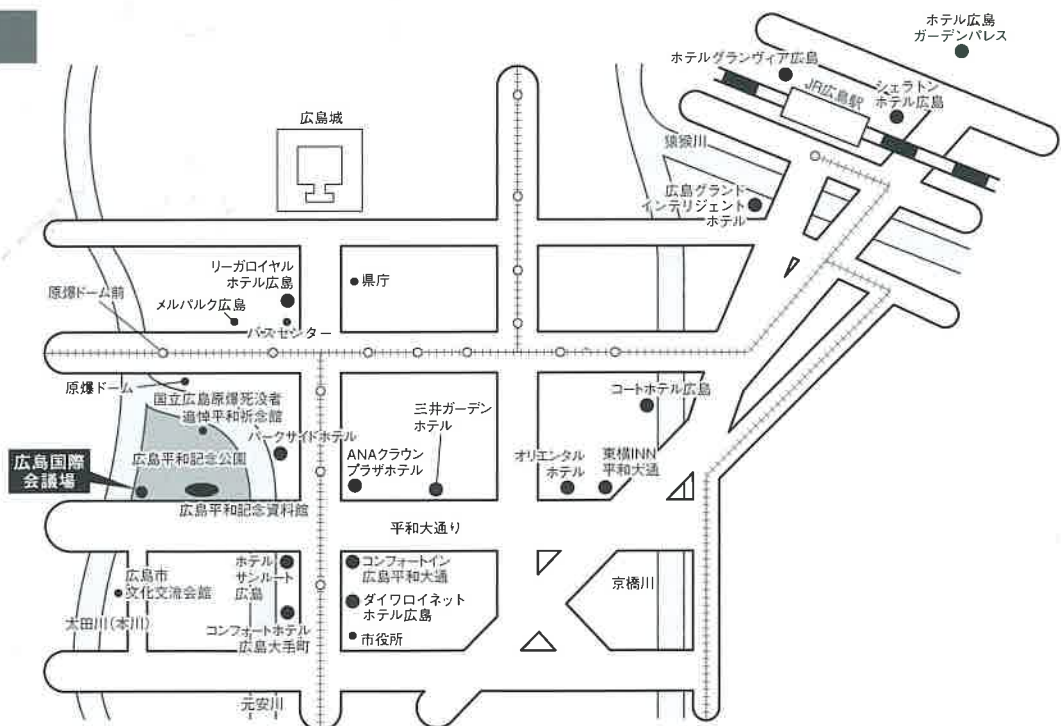 ホテル広島
ガーデンパレス
ホテルグランヴィア広島
JR広島駅
シェラトン
ホテル広島
広島城
猿猴川
広島グランド
インテリジェント
ホテル
リーガロイヤル
ホテル広島
県庁
原爆ドーム前
メルパルク広島
バスセンター
原爆ドーム
国立広島原爆死没者
追悼平和祈念館
コートホテル広島
三井ガーデン
ホテル
パークサイドホテル
ANAクラウン
プラザホテル
オリエンタル
ホテル
東横INN
平和大通
広島国際
会議場
広島平和記念公園
広島平和記念資料館
平和大通り
ホテル
サンルート
広島
コンフォートイン
広島平和大通
京橋川
広島市
文化交流会館
ダイワロイネット
ホテル広島
太田川(本川)
コンフォートホテル
広島大手町
市役所
元安川